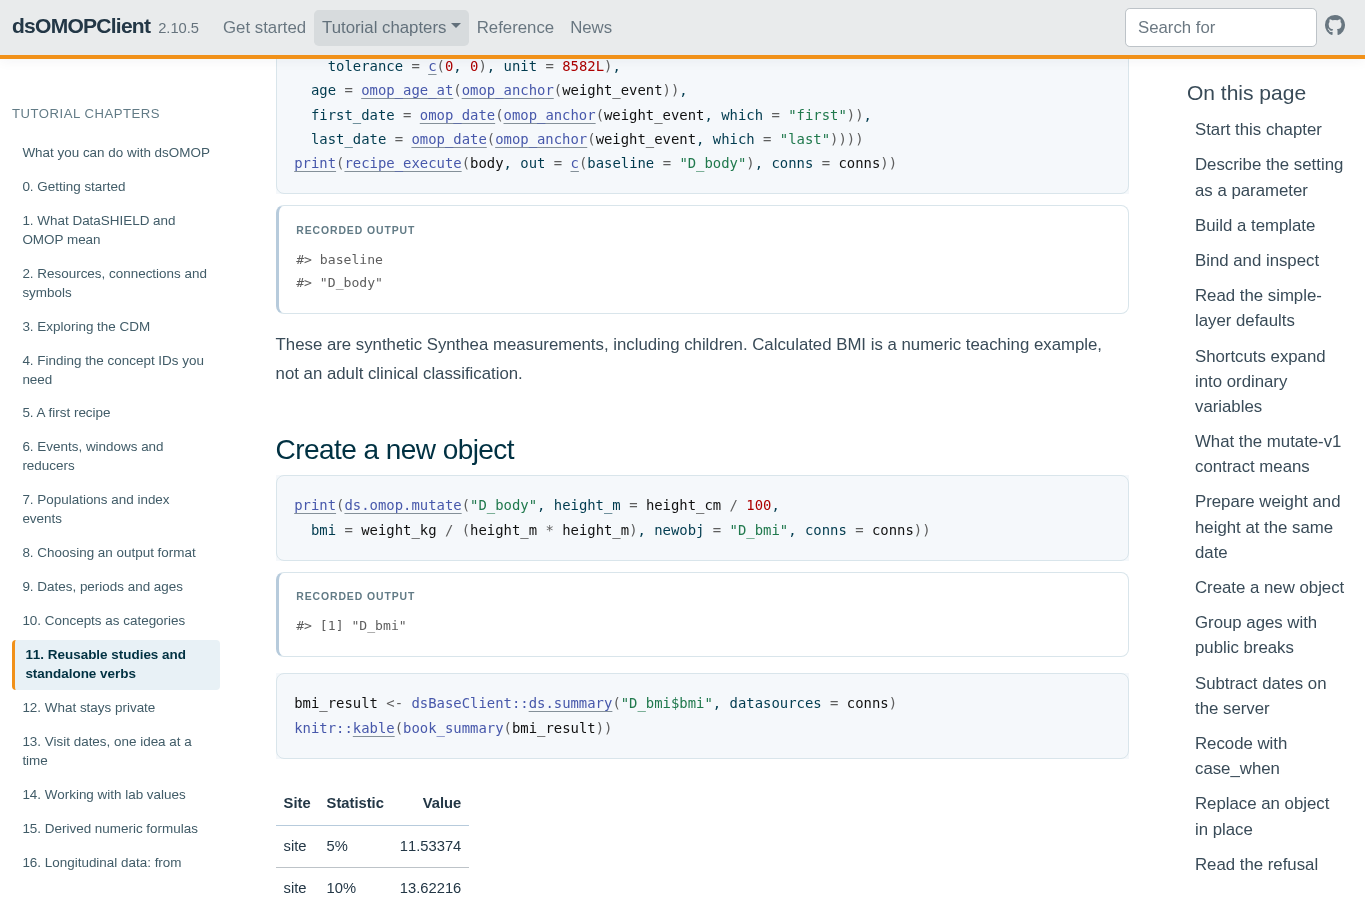 dsOMOPClient 2.10.5 Get started Tutorial chapters Reference News Search for
TUTORIAL CHAPTERS
What you can do with dsOMOP
0. Getting started
1. What DataSHIELD and
OMOP mean
2. Resources, connections and
symbols
3. Exploring the CDM
4. Finding the concept IDs you
need
5. A first recipe
6. Events, windows and
reducers
7. Populations and index
events
8. Choosing an output format
9. Dates, periods and ages
10. Concepts as categories
11. Reusable studies and
standalone verbs
12. What stays private
13. Visit dates, one idea at a
time
14. Working with lab values
15. Derived numeric formulas
16. Longitudinal data: from
    tolerance = c(0, 0), unit = 8582L),
  age = omop_age_at(omop_anchor(weight_event)),
  first_date = omop_date(omop_anchor(weight_event, which = "first")),
  last_date = omop_date(omop_anchor(weight_event, which = "last"))))
print(recipe_execute(body, out = c(baseline = "D_body"), conns = conns))
RECORDED OUTPUT
#> baseline
#> "D_body"
These are synthetic Synthea measurements, including children. Calculated BMI is a numeric teaching example,
not an adult clinical classification.
Create a new object
print(ds.omop.mutate("D_body", height_m = height_cm / 100,
  bmi = weight_kg / (height_m * height_m), newobj = "D_bmi", conns = conns))
RECORDED OUTPUT
#> [1] "D_bmi"
bmi_result <- dsBaseClient::ds.summary("D_bmi$bmi", datasources = conns)
knitr::kable(book_summary(bmi_result))
Site Statistic Value
site 5% 11.53374
site 10% 13.62216
On this page
Start this chapter
Describe the setting
as a parameter
Build a template
Bind and inspect
Read the simple-
layer defaults
Shortcuts expand
into ordinary
variables
What the mutate-v1
contract means
Prepare weight and
height at the same
date
Create a new object
Group ages with
public breaks
Subtract dates on
the server
Recode with
case_when
Replace an object
in place
Read the refusal